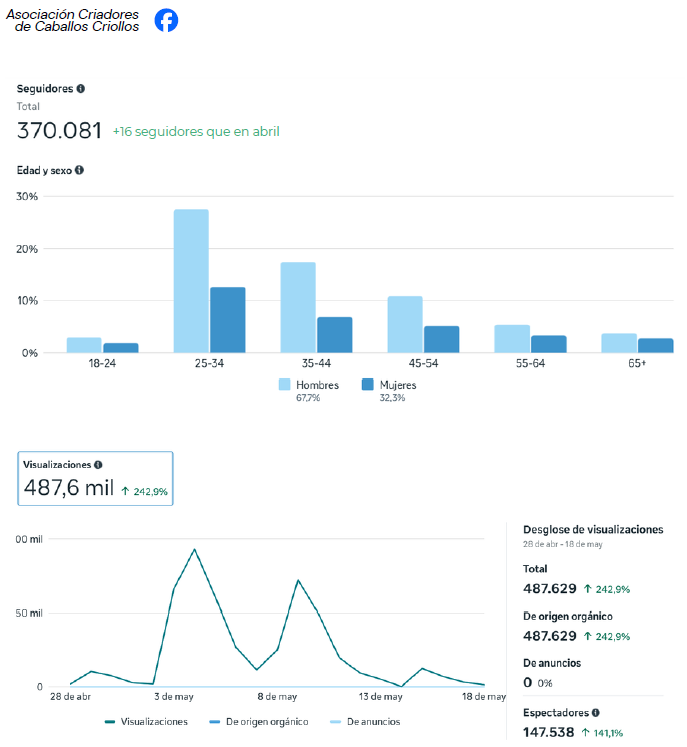 Asociación Criadores
de Caballos Criollos
Seguidores
Total
370.081 +16 seguidores que en abril
Edad y sexo
30%
20%
10%
0%
18-24 25-34 35-44 45-54 55-64 65+
Hombres Mujeres
67,7% 32,3%
Visualizaciones
487,6 mil ↑ 242,9%
00 mil
50 mil
0
28 de abr 3 de may 8 de may 13 de may 18 de may
Visualizaciones De origen orgánico De anuncios
Desglose de visualizaciones
28 de abr - 18 de may
Total
487.629 ↑ 242,9%
De origen orgánico
487.629 ↑ 242,9%
De anuncios
0 0%
Espectadores
147.538 ↑ 141,1%